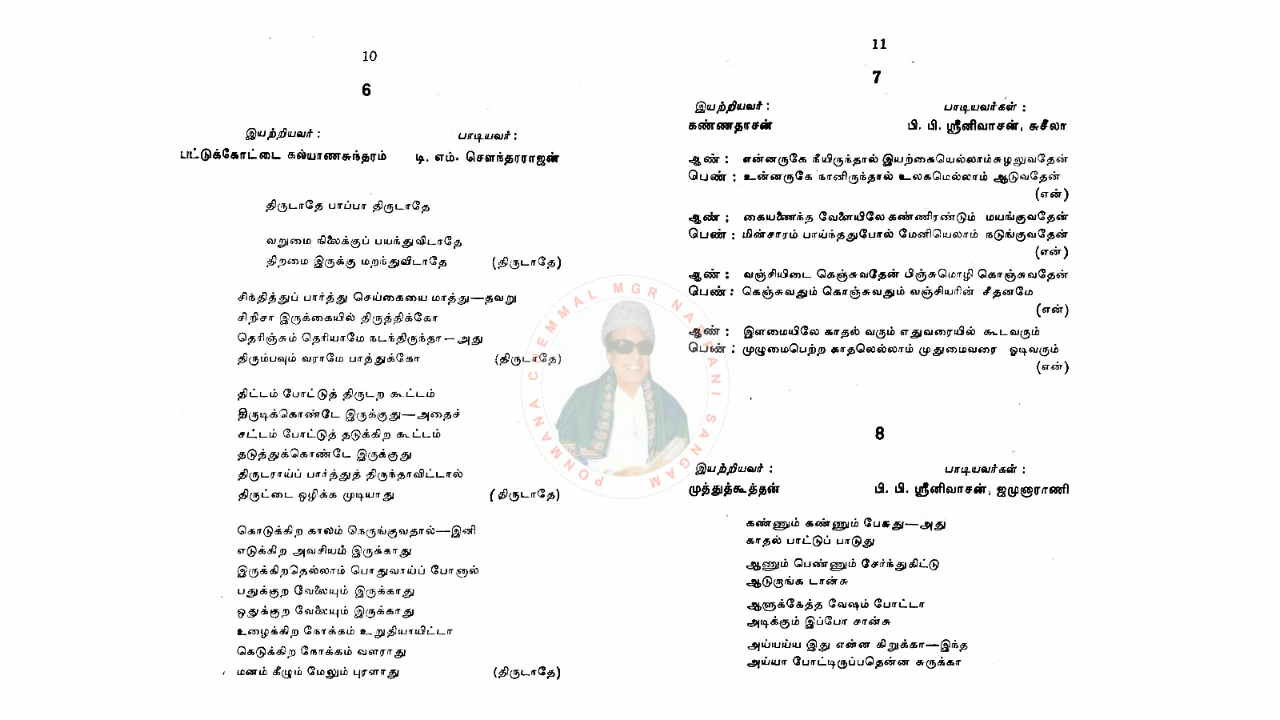 10
6
இயற்றியவர் : பாடியவர் :
பட்டுக்கோட்டை கல்யாணசுந்தரம் டி. எம். சௌந்தரராஜன்
திருடாதே பாப்பா திருடாதே
வறுமை நிலைக்குப் பயந்துவிடாதே
திறமை இருக்கு மறந்துவிடாதே (திருடாதே)
சிந்தித்துப் பார்த்து செய்கையை மாத்து—தவறு
சிறிசா இருக்கையில் திருத்திக்கோ
தெரிஞ்சும் தெரியாமே நடந்திருந்தா—அது
திரும்பவும் வராமே பாத்துக்கோ (திருடாதே)
திட்டம் போட்டுத் திருடற கூட்டம்
திருடிக்கொண்டே இருக்குது—அதைச்
சட்டம் போட்டுத் தடுக்கிற கூட்டம்
தடுத்துக்கொண்டே இருக்குது
திருடராய்ப் பார்த்துத் திருந்தாவிட்டால்
திருட்டை ஒழிக்க முடியாது (திருடாதே)
கொடுக்கிற காலம் நெருங்குவதால்—இனி
எடுக்கிற அவசியம் இருக்காது
இருக்கிறதெல்லாம் பொதுவாய்ப் போனால்
பதுக்குற வேலையும் இருக்காது
ஒதுக்குற வேலையும் இருக்காது
உழைக்கிற நோக்கம் உறுதியாயிட்டா
கெடுக்கிற நோக்கம் வளராது
மனம் கீழும் மேலும் புரளாது (திருடாதே)
11
7
இயற்றியவர் : பாடியவர்கள் :
கண்ணதாசன் பி. பி. ஸ்ரீனிவாசன், சுசீலா
ஆண் : என்னருகே நீயிருந்தால் இயற்கையெல்லாம்சுழலுவதேன்
பெண் : உன்னருகே நானிருந்தால் உலகமெல்லாம் ஆடுவதேன்
(என்)
ஆண் : கையணைந்த வேளையிலே கண்ணிரண்டும் மயங்குவதேன்
பெண் : மின்சாரம் பாய்ந்ததுபோல் மேனியெலாம் நடுங்குவதேன்
(என்)
ஆண் : வஞ்சியிடை கெஞ்சுவதேன் பிஞ்சுமொழி கொஞ்சுவதேன்
பெண் : கெஞ்சுவதும் கொஞ்சுவதும் வஞ்சியரின் சீதனமே
(என்)
ஆண் : இளமையிலே காதல் வரும் எதுவரையில் கூடவரும்
பெண் : முழுமைபெற்ற காதலெல்லாம் முதுமைவரை ஓடிவரும்
(என்)
8
இயற்றியவர் : பாடியவர்கள் :
முத்துக்கூத்தன் பி. பி. ஸ்ரீனிவாசன், ஜமுனாராணி
கண்ணும் கண்ணும் பேசுது—அது
காதல் பாட்டுப் பாடுது
ஆணும் பெண்ணும் சேர்ந்துகிட்டு
ஆடுறாங்க டான்சு
ஆளுக்கேத்த வேஷம் போட்டா
அடிக்கும் இப்போ சான்சு
அய்யய்ய இது என்ன கிறுக்கா—இந்த
அய்யா போட்டிருப்பதென்ன சுருக்கா
PONMANA CHEMMAL MGR NARPANI SANGAM